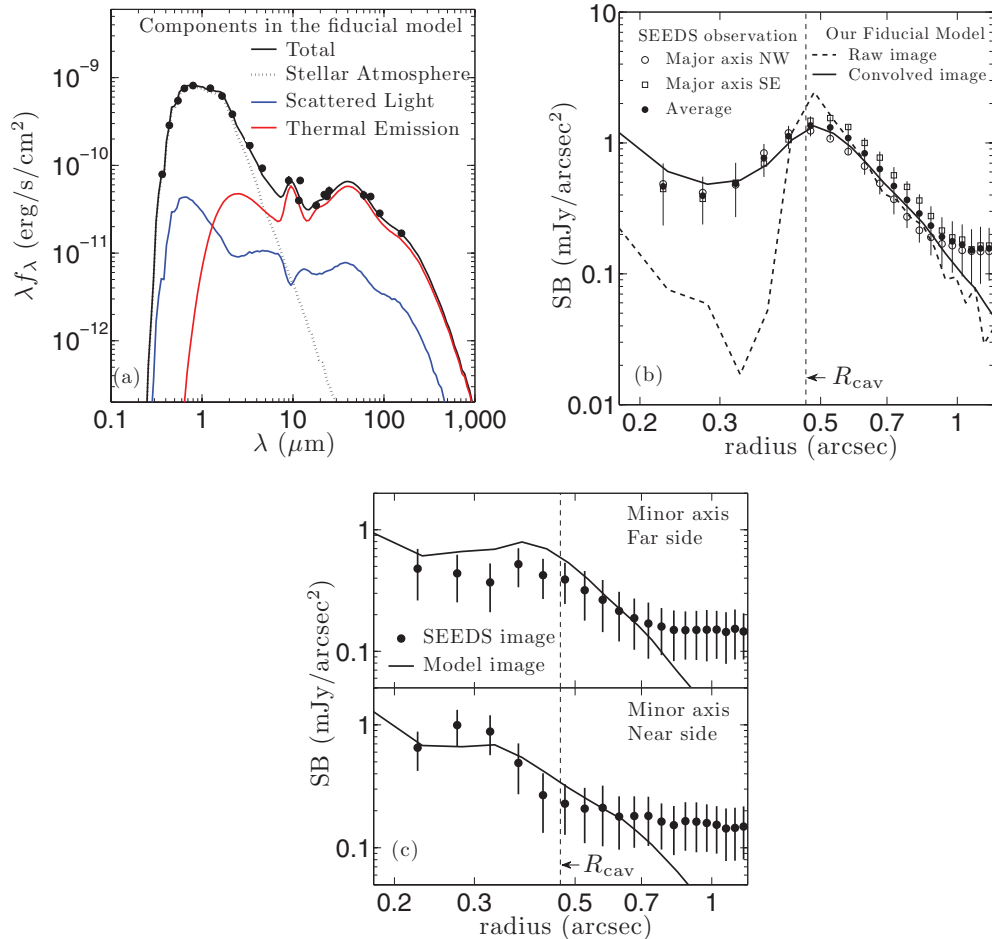 Components in the fiducial model
Total
Stellar Atmosphere
Scattered Light
Thermal Emission
10⁻⁹
10⁻¹⁰
10⁻¹¹
10⁻¹²
λf_λ (erg/s/cm²)
(a)
0.1 1 10 100 1,000
λ (μm)
SEEDS observation
Major axis NW
Major axis SE
Average
Our Fiducial Model
Raw image
Convolved image
10
1
0.1
0.01
SB (mJy/arcsec²)
(b)
R_cav
0.2 0.3 0.5 0.7 1
radius (arcsec)
Minor axis
Far side
1
0.1
SEEDS image
Model image
Minor axis
Near side
1
0.1
SB (mJy/arcsec²)
(c)
R_cav
0.2 0.3 0.5 0.7 1
radius (arcsec)